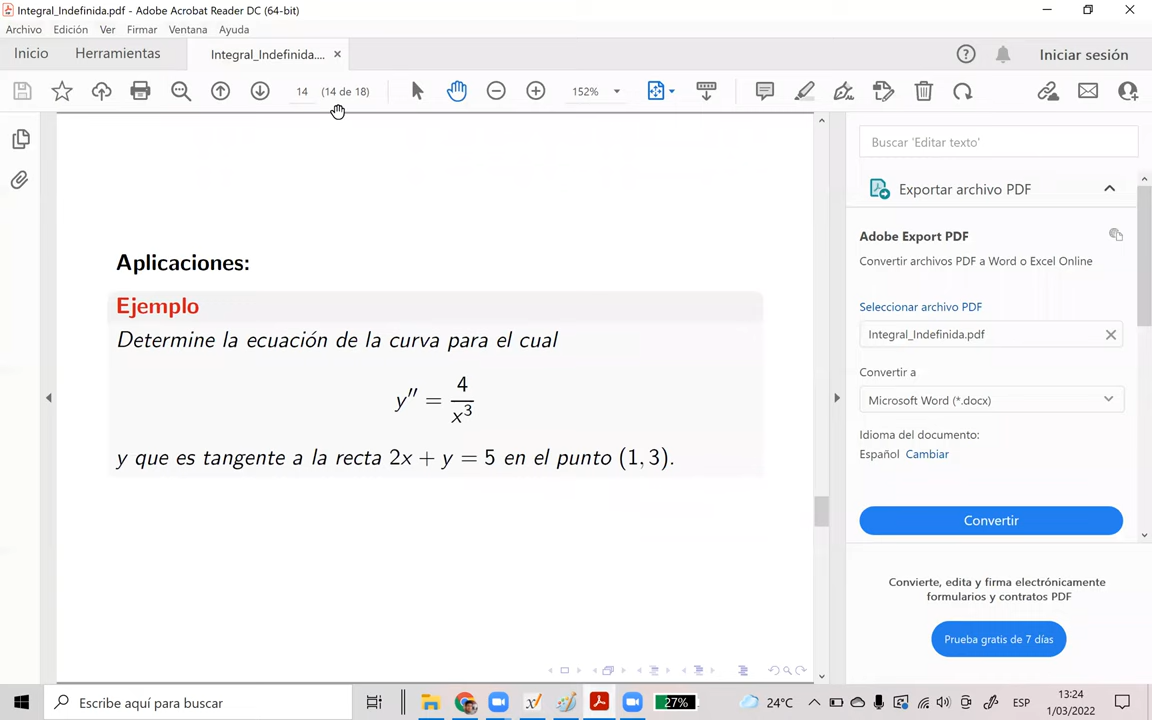 Integral_Indefinida.pdf - Adobe Acrobat Reader DC (64-bit)
Archivo Edición Ver Firmar Ventana Ayuda
Inicio Herramientas Integral_Indefinida.... × Iniciar sesión
14 (14 de 18) 152%
Buscar 'Editar texto'
Exportar archivo PDF
Adobe Export PDF
Convertir archivos PDF a Word o Excel Online
Seleccionar archivo PDF
Integral_Indefinida.pdf
Convertir a
Microsoft Word (*.docx)
Idioma del documento:
Español Cambiar
Convertir
Convierte, edita y firma electrónicamente
formularios y contratos PDF
Prueba gratis de 7 días
Aplicaciones:
Ejemplo
Determine la ecuación de la curva para el cual
y″ = 4/x³
y que es tangente a la recta 2x + y = 5 en el punto (1, 3).
Escribe aquí para buscar
27%
24°C
ESP
13:24
1/03/2022